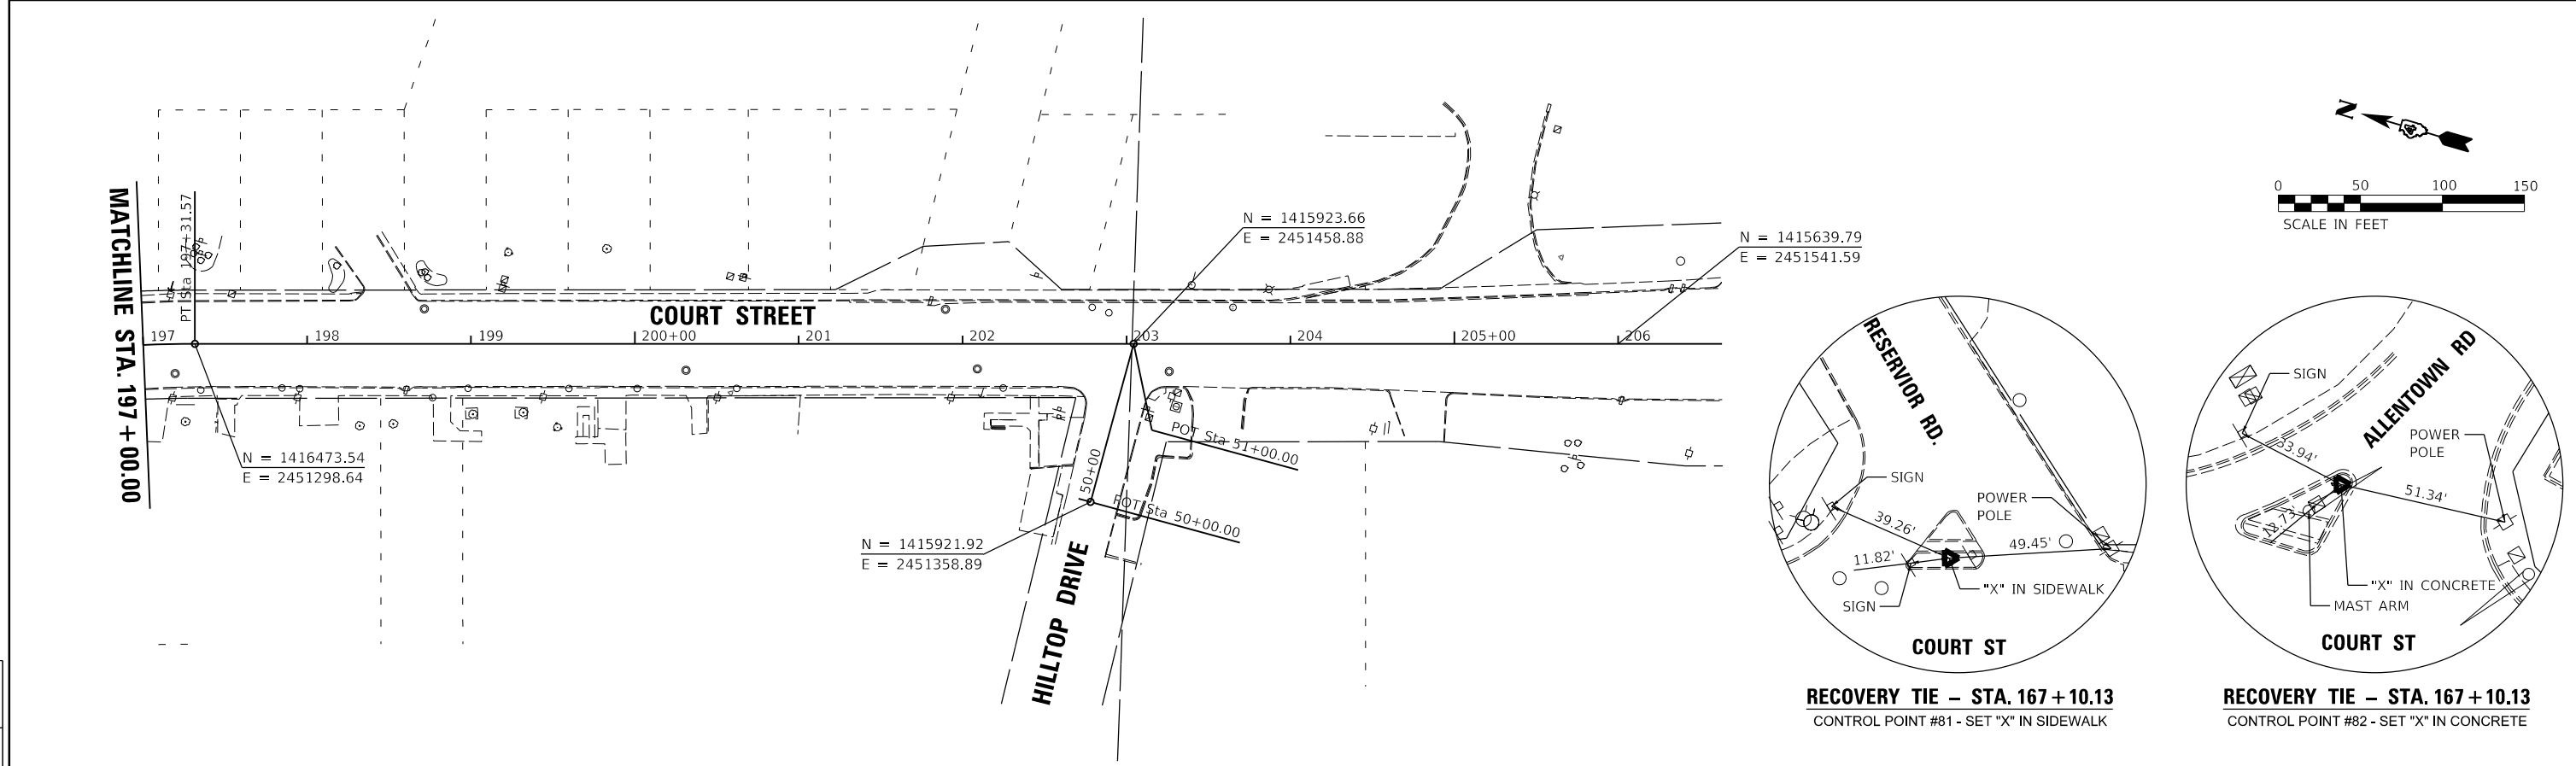 MATCHLINE STA. 197+00.00
PT Sta 197+31.57
COURT STREET
197
198
199
200+00
201
202
203
204
205+00
206
N = 1415923.66
E = 2451458.88
N = 1415639.79
E = 2451541.59
N = 1416473.54
E = 2451298.64
N = 1415921.92
E = 2451358.89
50+00
POT Sta 51+00.00
POT Sta 50+00.00
HILLTOP DRIVE
N
0 50 100 150
SCALE IN FEET
RESERVIOR RD.
SIGN
POWER
POLE
39.26'
11.82'
49.45'
"X" IN SIDEWALK
SIGN
COURT ST
RECOVERY TIE – STA. 167+10.13
CONTROL POINT #81 - SET "X" IN SIDEWALK
ALLENTOWN RD
SIGN
POWER
POLE
53.94'
51.34'
13.73'
"X" IN CONCRETE
MAST ARM
COURT ST
RECOVERY TIE – STA. 167+10.13
CONTROL POINT #82 - SET "X" IN CONCRETE